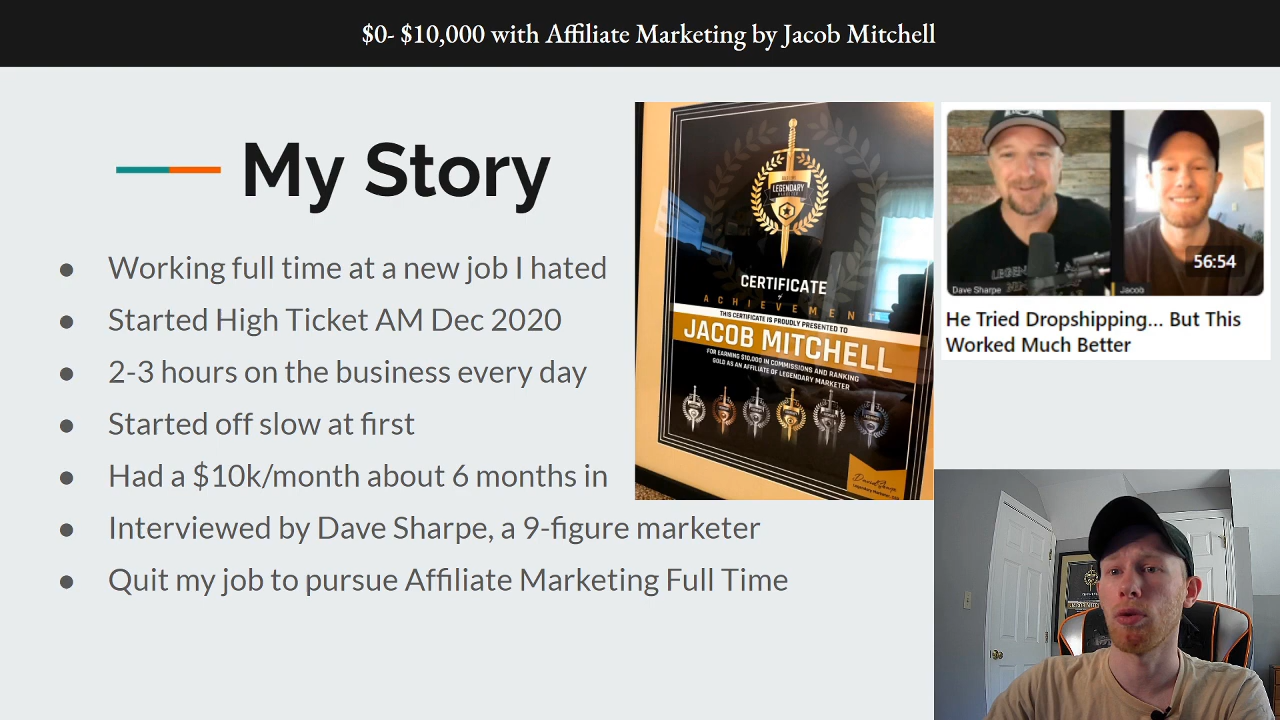 $0- $10,000 with Affiliate Marketing by Jacob Mitchell
My Story
● Working full time at a new job I hated
● Started High Ticket AM Dec 2020
● 2-3 hours on the business every day
● Started off slow at first
● Had a $10k/month about 6 months in
● Interviewed by Dave Sharpe, a 9-figure marketer
● Quit my job to pursue Affiliate Marketing Full Time
LEGENDARY
CERTIFICATE
of
ACHIEVEMEN
THIS CERTIFICATE IS PROUDLY PRESENTED TO
JACOB MITCHELL
FOR EARNING $10,000 IN COMMISSIONS AND RANKING
GOLD AS AN AFFILIATE OF LEGENDARY MARKETER
Dave Sharpe
Jacob
56:54
He Tried Dropshipping... But This
Worked Much Better